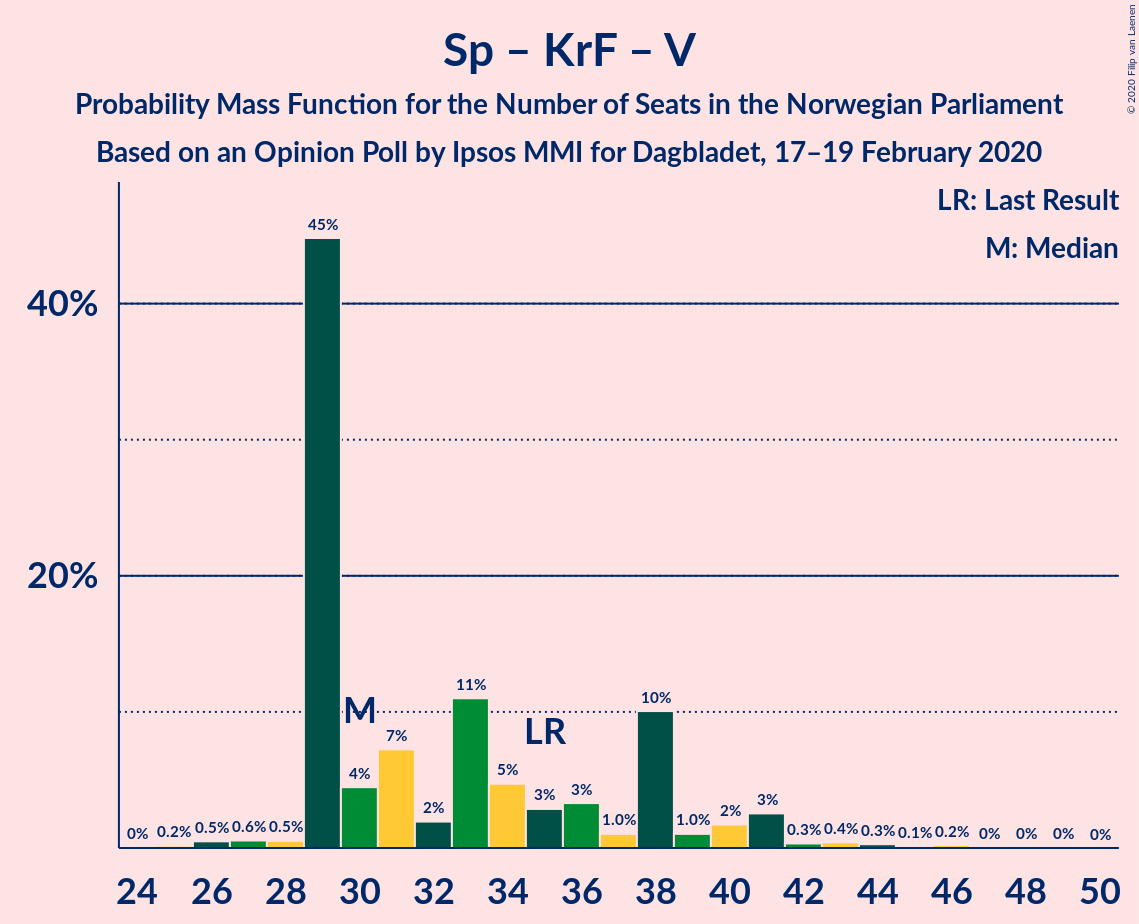 Sp – KrF – V
Probability Mass Function for the Number of Seats in the Norwegian Parliament
Based on an Opinion Poll by Ipsos MMI for Dagbladet, 17–19 February 2020
© 2020 Filip van Laenen
LR: Last Result
M: Median
40%
20%
0% 0.2% 0.5% 0.6% 0.5% 45% 4% 7% 2% 11% 5% 3% 3% 1.0% 10% 1.0% 2% 3% 0.3% 0.4% 0.3% 0.1% 0.2% 0% 0% 0% 0%
M
LR
24 26 28 30 32 34 36 38 40 42 44 46 48 50